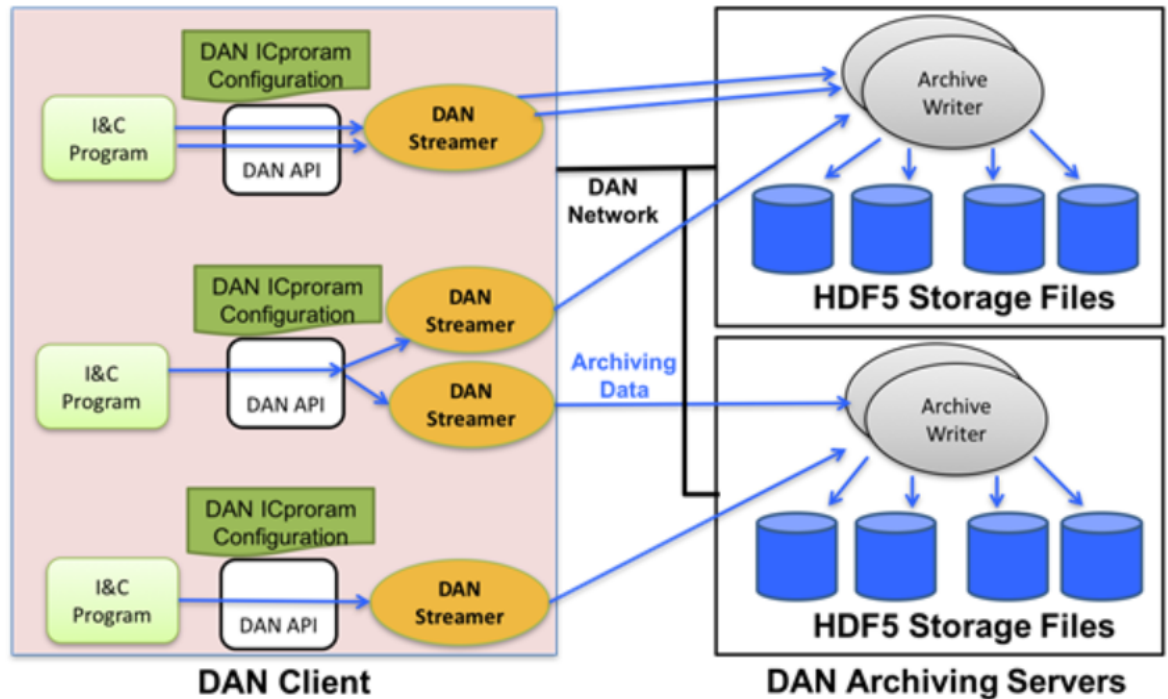 DAN ICproram
Configuration
I&C
Program
DAN API
DAN
Streamer
DAN ICproram
Configuration
I&C
Program
DAN API
DAN
Streamer
DAN
Streamer
DAN ICproram
Configuration
I&C
Program
DAN API
DAN
Streamer
DAN Client
DAN
Network
Archiving
Data
Archive
Writer
HDF5 Storage Files
Archive
Writer
HDF5 Storage Files
DAN Archiving Servers